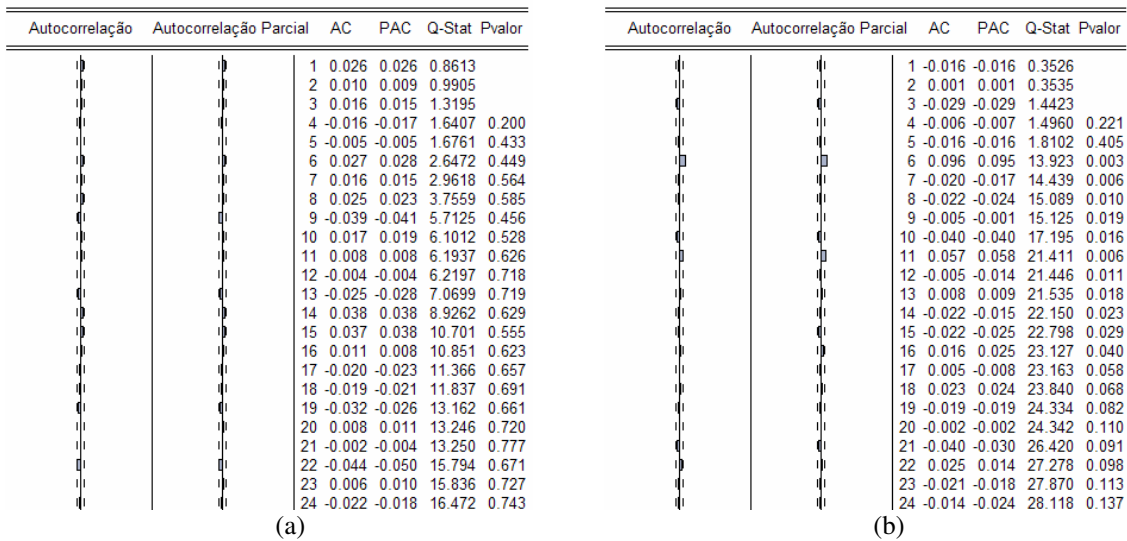 Autocorrelação Autocorrelação Parcial AC PAC Q-Stat Pvalor
1 0.026 0.026 0.8613
2 0.010 0.009 0.9905
3 0.016 0.015 1.3195
4 -0.016 -0.017 1.6407 0.200
5 -0.005 -0.005 1.6761 0.433
6 0.027 0.028 2.6472 0.449
7 0.016 0.015 2.9618 0.564
8 0.025 0.023 3.7559 0.585
9 -0.039 -0.041 5.7125 0.456
10 0.017 0.019 6.1012 0.528
11 0.008 0.008 6.1937 0.626
12 -0.004 -0.004 6.2197 0.718
13 -0.025 -0.028 7.0699 0.719
14 0.038 0.038 8.9262 0.629
15 0.037 0.038 10.701 0.555
16 0.011 0.008 10.851 0.623
17 -0.020 -0.023 11.366 0.657
18 -0.019 -0.021 11.837 0.691
19 -0.032 -0.026 13.162 0.661
20 0.008 0.011 13.246 0.720
21 -0.002 -0.004 13.250 0.777
22 -0.044 -0.050 15.794 0.671
23 0.006 0.010 15.836 0.727
24 -0.022 -0.018 16.472 0.743
(a)
Autocorrelação Autocorrelação Parcial AC PAC Q-Stat Pvalor
1 -0.016 -0.016 0.3526
2 0.001 0.001 0.3535
3 -0.029 -0.029 1.4423
4 -0.006 -0.007 1.4960 0.221
5 -0.016 -0.016 1.8102 0.405
6 0.096 0.095 13.923 0.003
7 -0.020 -0.017 14.439 0.006
8 -0.022 -0.024 15.089 0.010
9 -0.005 -0.001 15.125 0.019
10 -0.040 -0.040 17.195 0.016
11 0.057 0.058 21.411 0.006
12 -0.005 -0.014 21.446 0.011
13 0.008 0.009 21.535 0.018
14 -0.022 -0.015 22.150 0.023
15 -0.022 -0.025 22.798 0.029
16 0.016 0.025 23.127 0.040
17 0.005 -0.008 23.163 0.058
18 0.023 0.024 23.840 0.068
19 -0.019 -0.019 24.334 0.082
20 -0.002 -0.002 24.342 0.110
21 -0.040 -0.030 26.420 0.091
22 0.025 0.014 27.278 0.098
23 -0.021 -0.018 27.870 0.113
24 -0.014 -0.024 28.118 0.137
(b)